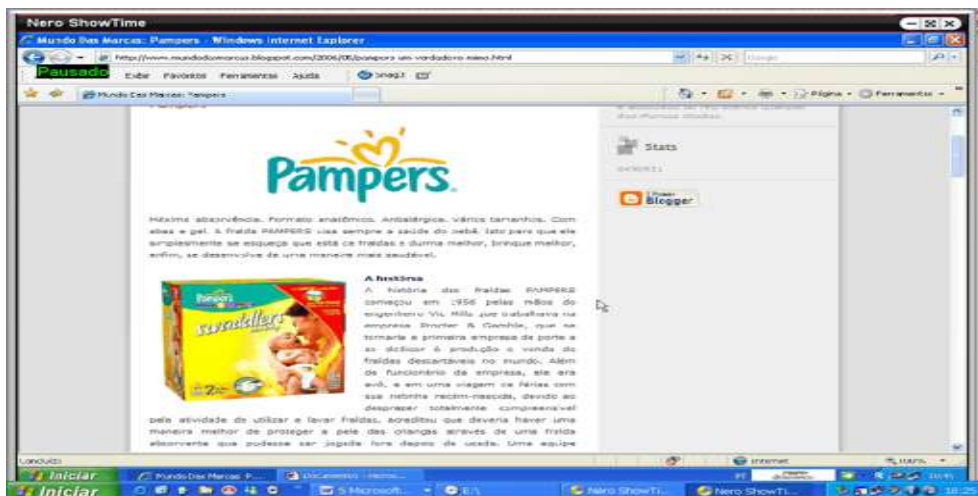 Nero ShowTime
Mundo Das Marcas: Pampers - Windows Internet Explorer
Pausado
Exibir Favoritos Ferramentas Ajuda SnagIt
Google
Mundo Das Marcas: Pampers
Página Ferramentas
Pampers
Stats
Blogger
Máxima absorvência. Formato anatômico. Antialérgica. Vários tamanhos. Com
abas e gel. A fralda PAMPERS visa sempre a saúde do bebê. Isto para que ele
simplesmente se esqueça que está de fraldas e durma melhor, brinque melhor,
enfim, se desenvolva de uma maneira mais saudável.
Pampers
swaddlers
2
A história
A história das fraldas PAMPERS
começou em 1956 pelas mãos do
engenheiro Vic Mills que trabalhava na
empresa Procter & Gamble, que se
tornaria a primeira empresa de porte a
se dedicar à produção e venda de
fraldas descartáveis no mundo. Além
de funcionário da empresa, ele era
avô, e em uma viagem de férias com
sua netinha recém-nascida, devido ao
desprazer totalmente compreensível
pela atividade de utilizar e lavar fraldas, acreditou que deveria haver uma
maneira melhor de proteger a pele das crianças através de uma fralda
absorvente que pudesse ser jogada fora depois de usada. Uma equipe
Concluído
Internet
100%
Iniciar
Mundo Das Marcas: P...
PT
Iniciar
5 Microsoft...
E:\
Nero ShowTi...
Nero ShowTi...